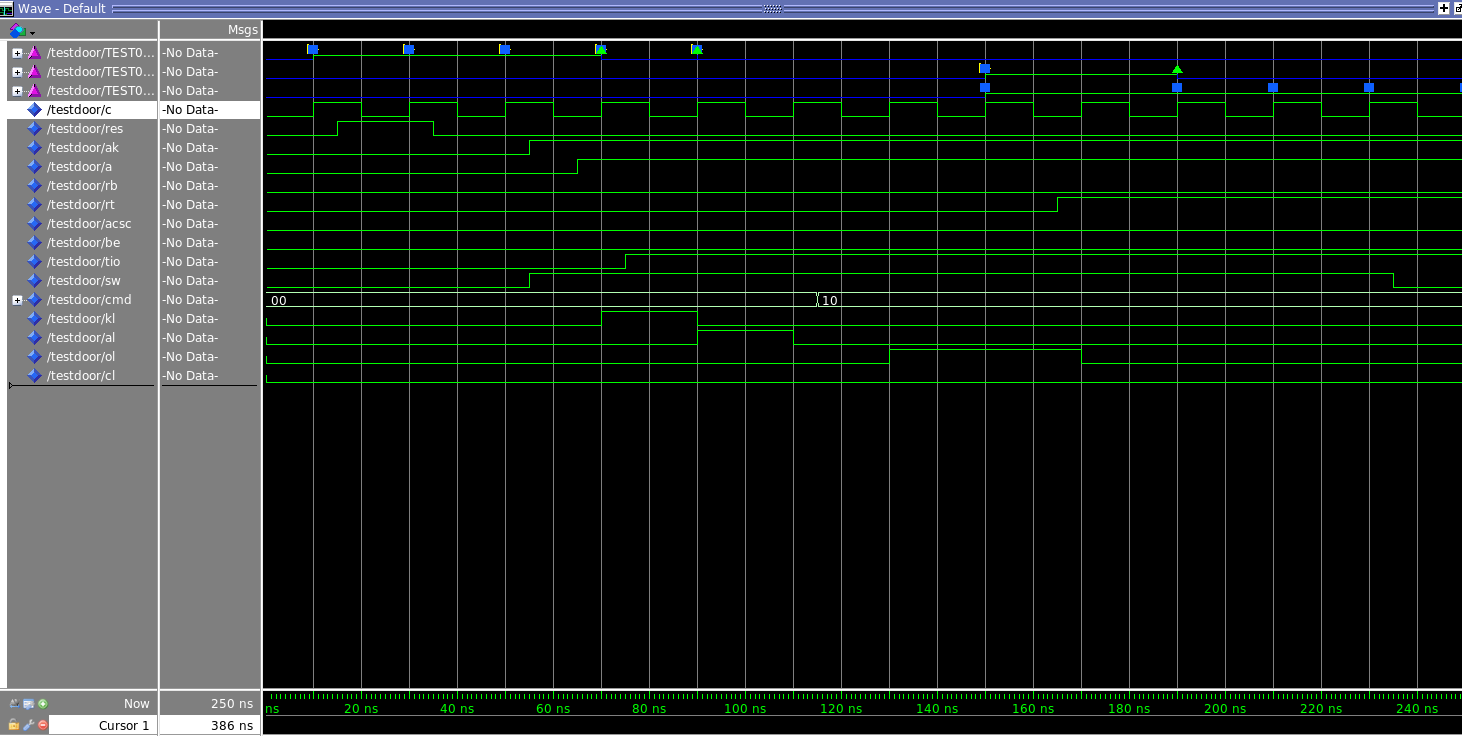 Wave - Default
Msgs
/testdoor/TEST0... -No Data-
/testdoor/TEST0... -No Data-
/testdoor/TEST0... -No Data-
/testdoor/c -No Data-
/testdoor/res -No Data-
/testdoor/ak -No Data-
/testdoor/a -No Data-
/testdoor/rb -No Data-
/testdoor/rt -No Data-
/testdoor/acsc -No Data-
/testdoor/be -No Data-
/testdoor/tio -No Data-
/testdoor/sw -No Data-
/testdoor/cmd -No Data- 00 10
/testdoor/kl -No Data-
/testdoor/al -No Data-
/testdoor/ol -No Data-
/testdoor/cl -No Data-
Now 250 ns ns 20 ns 40 ns 60 ns 80 ns 100 ns 120 ns 140 ns 160 ns 180 ns 200 ns 220 ns 240 ns
Cursor 1 386 ns